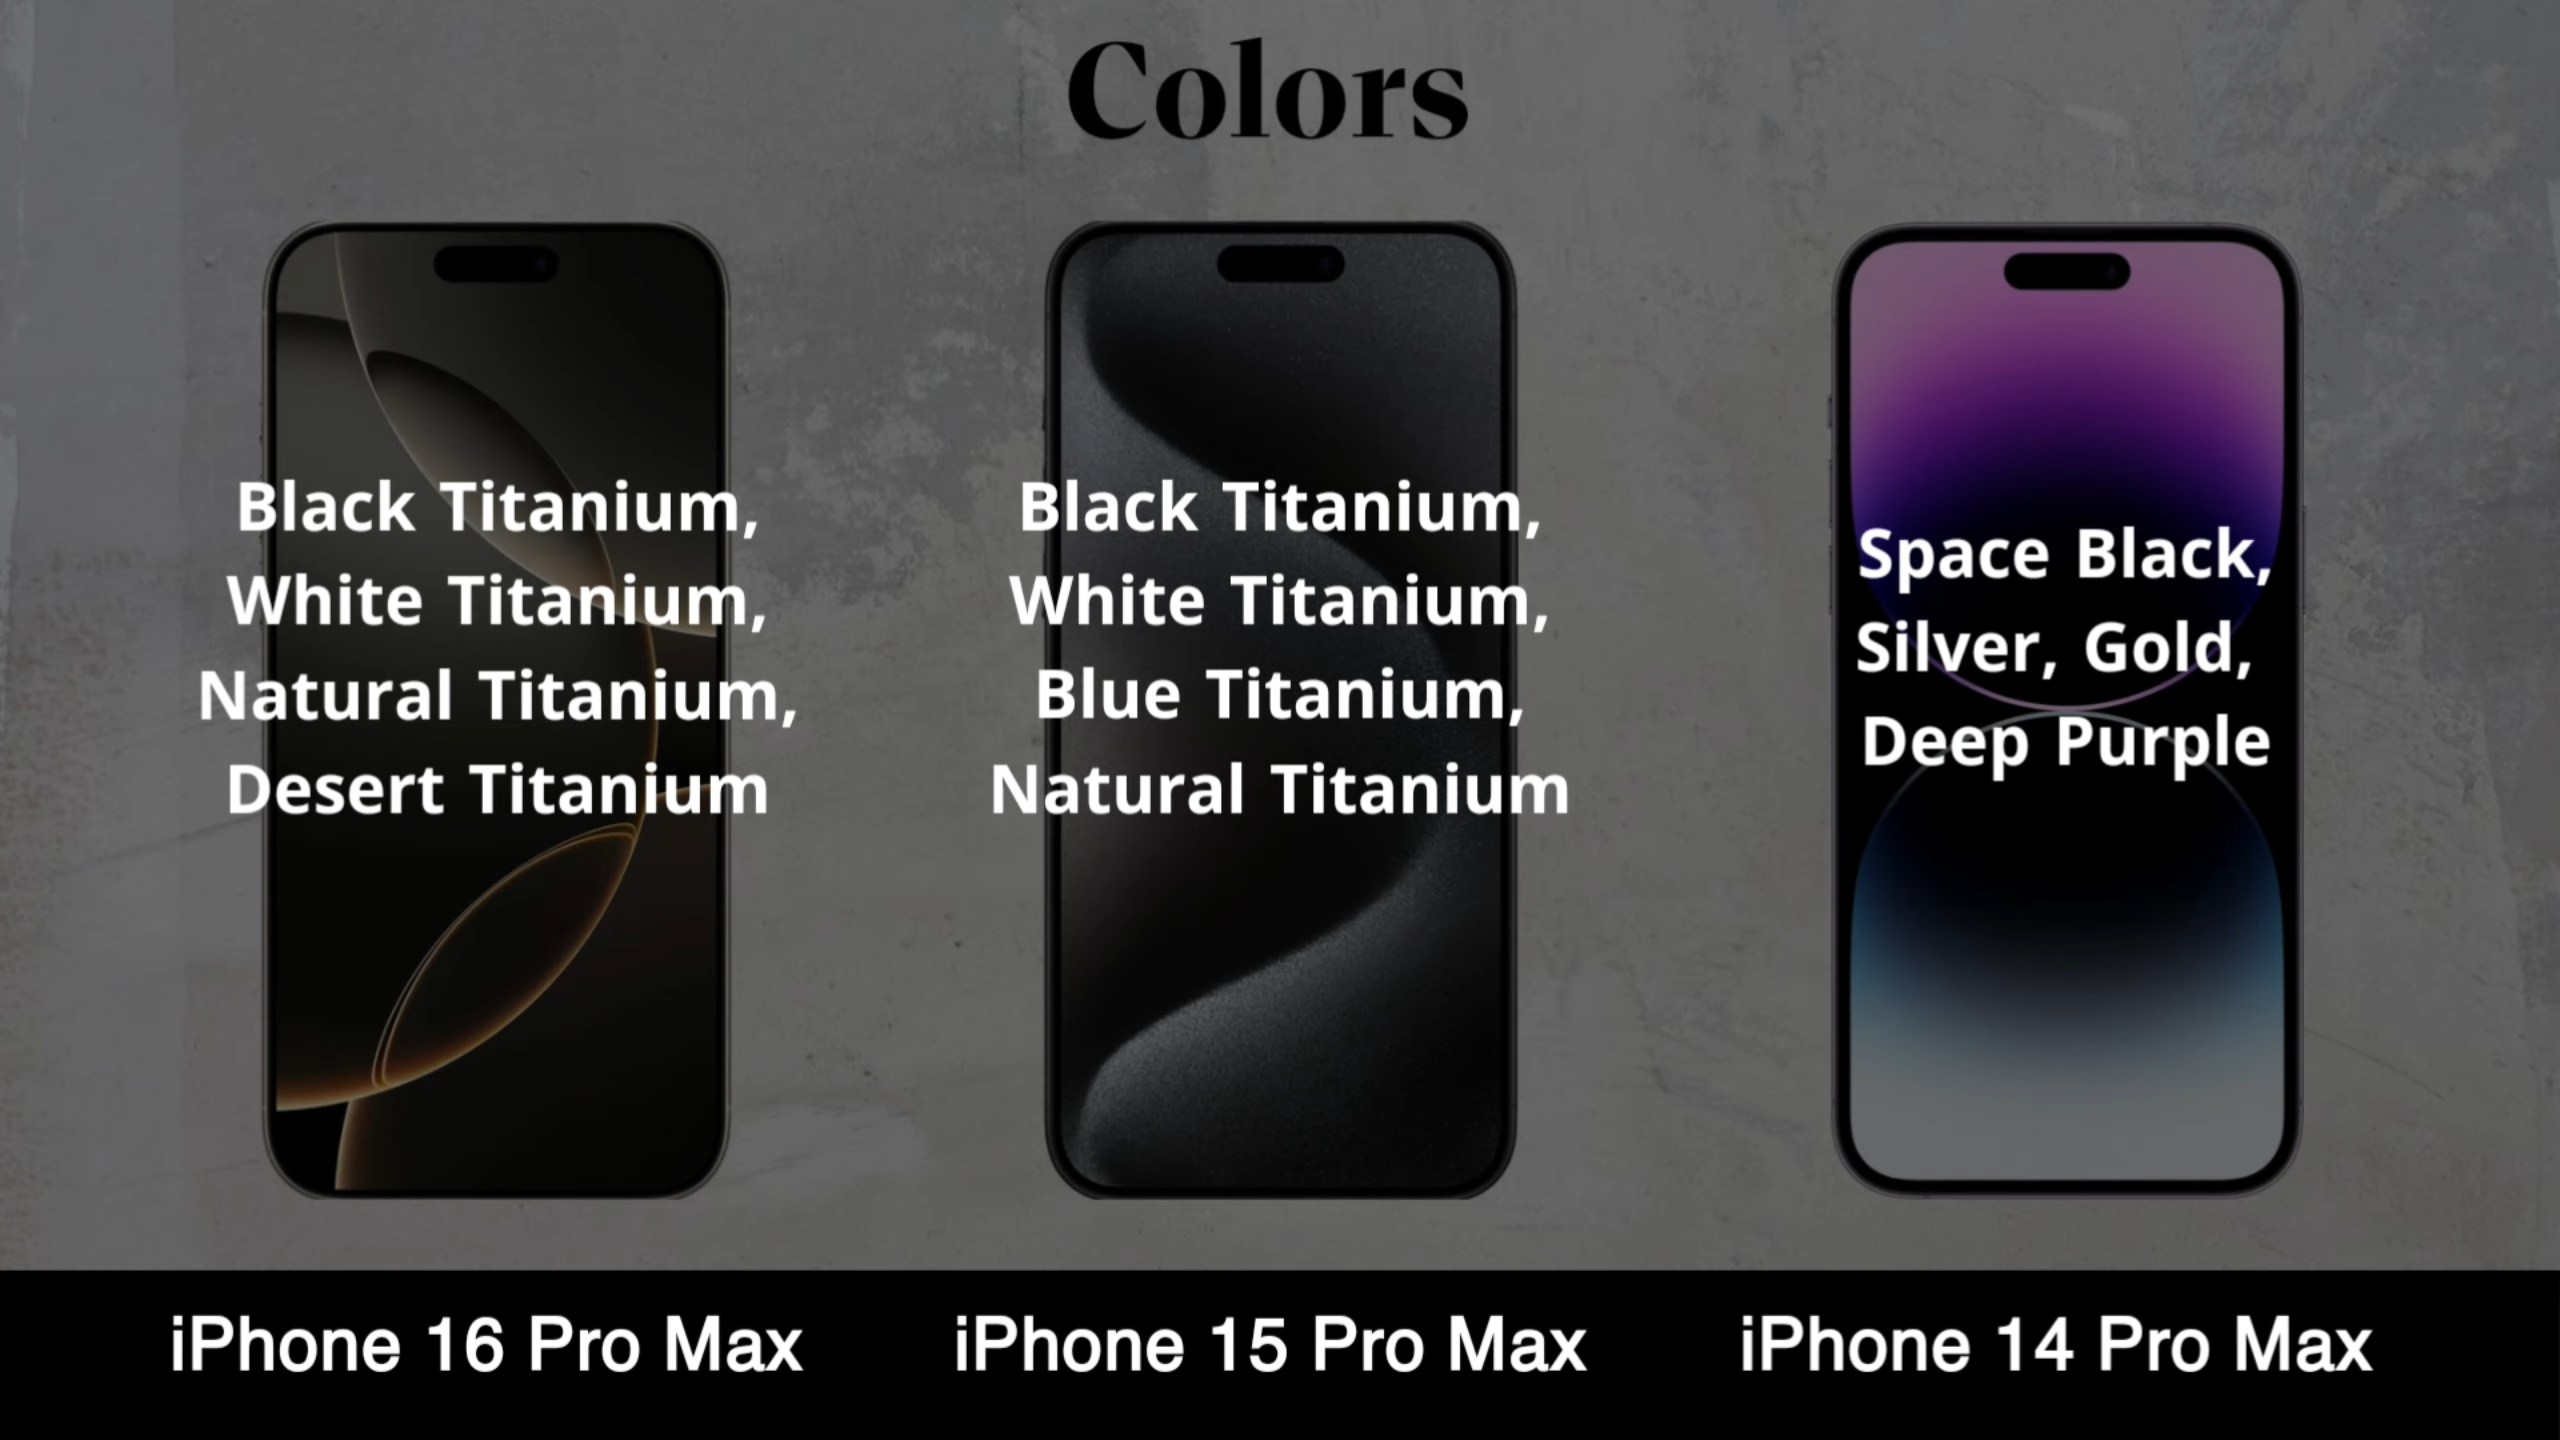 Colors
Black Titanium,
White Titanium,
Natural Titanium,
Desert Titanium
Black Titanium,
White Titanium,
Blue Titanium,
Natural Titanium
Space Black,
Silver, Gold,
Deep Purple
iPhone 16 Pro Max
iPhone 15 Pro Max
iPhone 14 Pro Max